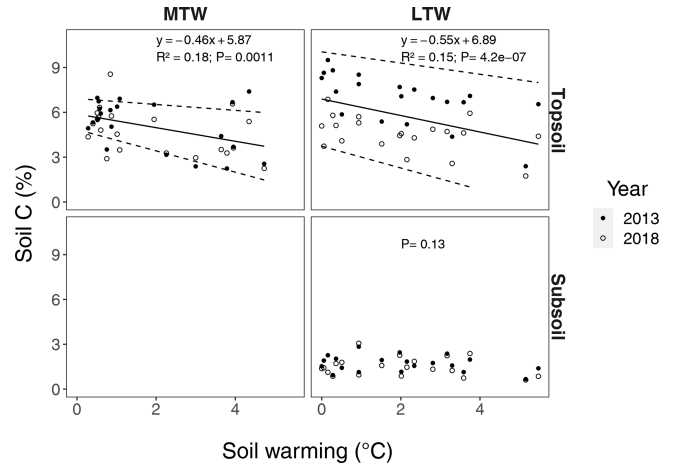 MTW
LTW
y = −0.46x + 5.87
R² = 0.18; P= 0.0011
y = −0.55x + 6.89
R² = 0.15; P= 4.2e−07
Topsoil
9
6
3
0
Soil C (%)
Year
2013
2018
P= 0.13
Subsoil
9
6
3
0
0 2 4
0 2 4
Soil warming (°C)